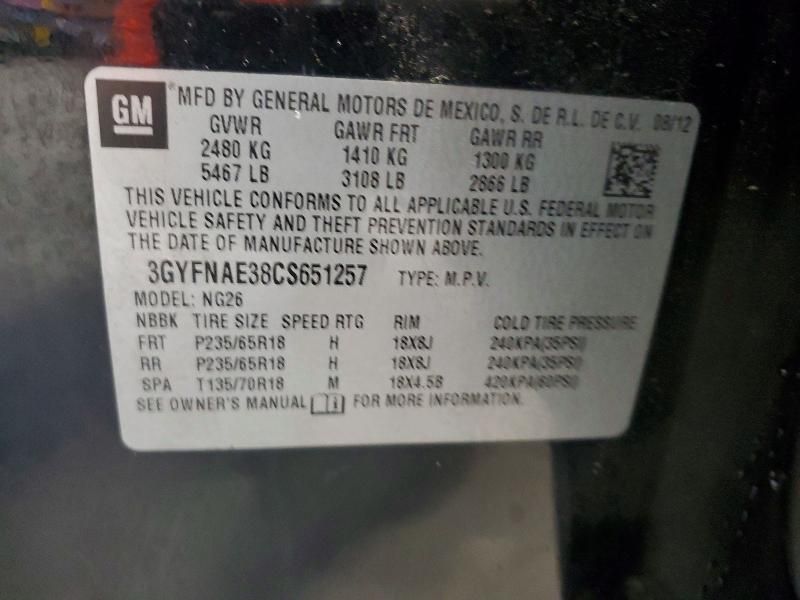 GM ® MFD BY GENERAL MOTORS DE MEXICO, S. DE R.L. DE C.V. 08/12
GVWR GAWR FRT GAWR RR
2480 KG 1410 KG 1300 KG
5467 LB 3108 LB 2866 LB
THIS VEHICLE CONFORMS TO ALL APPLICABLE U.S. FEDERAL MOTOR
VEHICLE SAFETY AND THEFT PREVENTION STANDARDS IN EFFECT ON
THE DATE OF MANUFACTURE SHOWN ABOVE.
3GYFNAE38CS651257 TYPE: M.P.V.
MODEL: NG26
NBBK TIRE SIZE SPEED RTG RIM COLD TIRE PRESSURE
FRT P235/65R18 H 18X8J 240KPA(35PSI)
RR P235/65R18 H 18X8J 240KPA(35PSI)
SPA T135/70R18 M 18X4.5B 420KPA(60PSI)
SEE OWNER'S MANUAL FOR MORE INFORMATION.